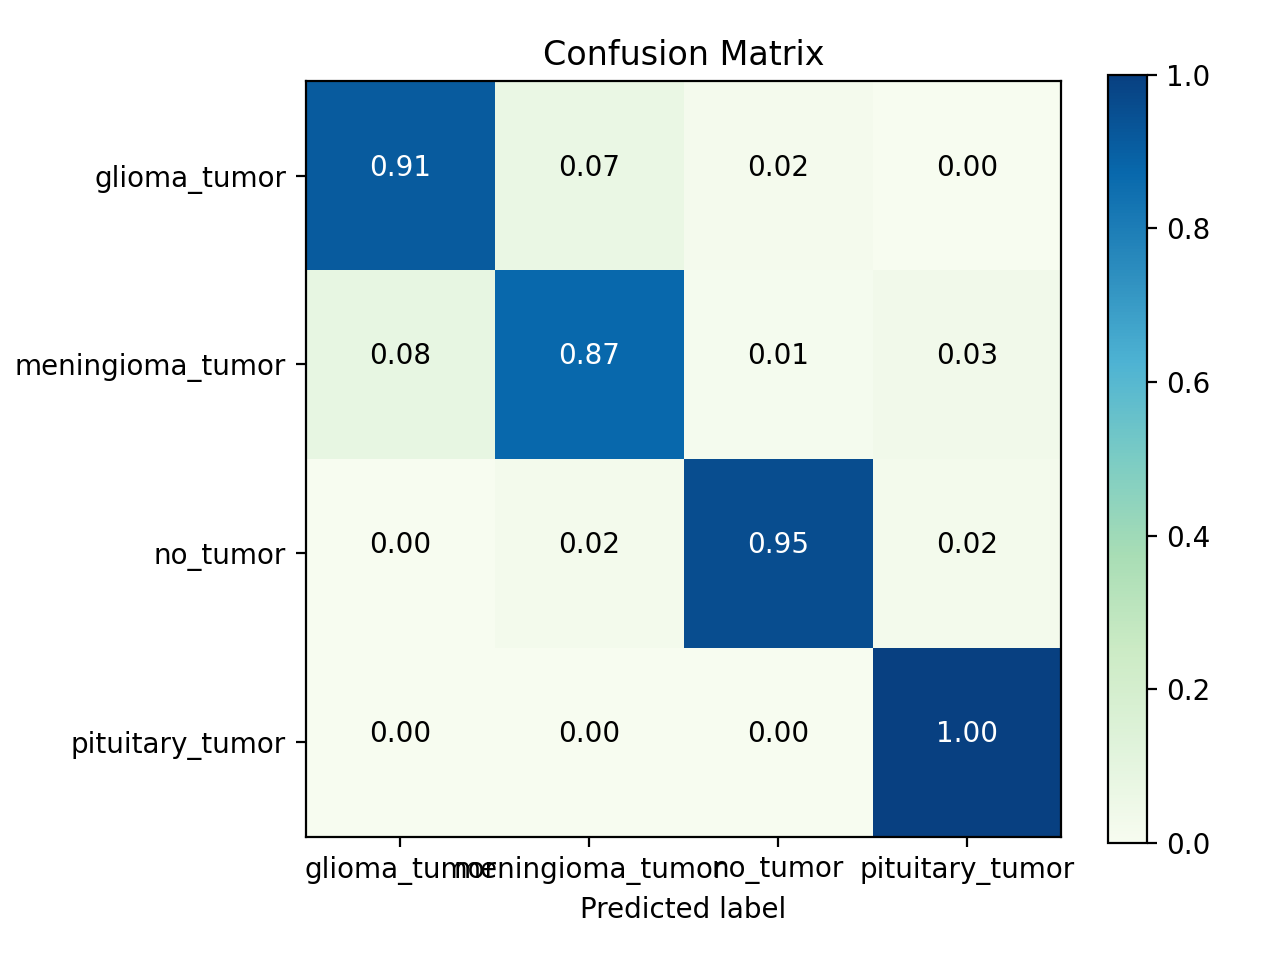 Confusion Matrix
glioma_tumor 0.91 0.07 0.02 0.00
meningioma_tumor 0.08 0.87 0.01 0.03
no_tumor 0.00 0.02 0.95 0.02
pituitary_tumor 0.00 0.00 0.00 1.00
glioma_tumor meningioma_tumor no_tumor pituitary_tumor
Predicted label
1.0
0.8
0.6
0.4
0.2
0.0